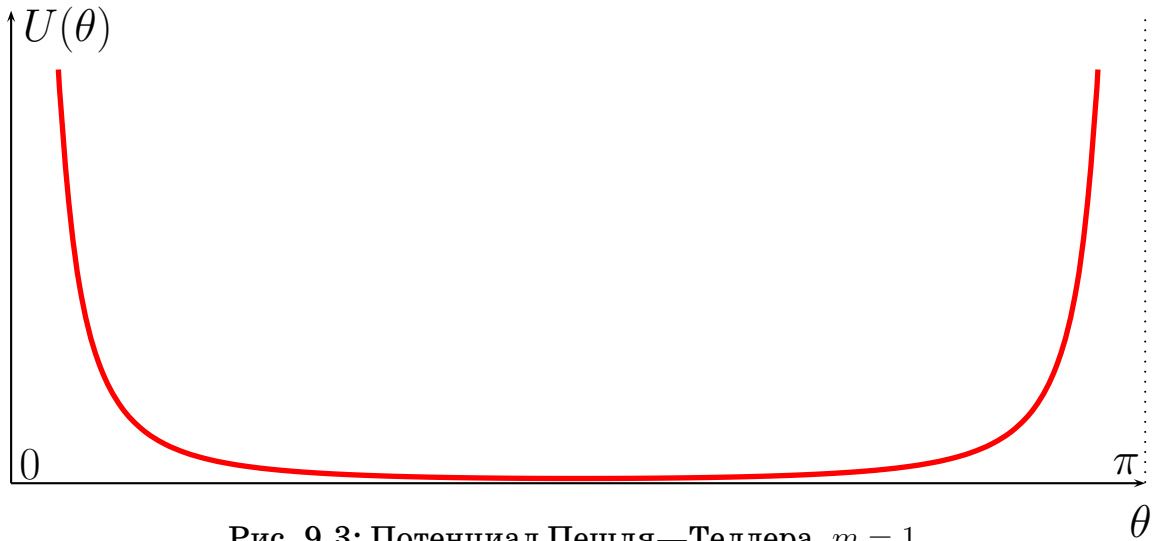 U(θ)
0
π
θ
Рис. 9.3: Потенциал Пешля—Теллера, m = 1